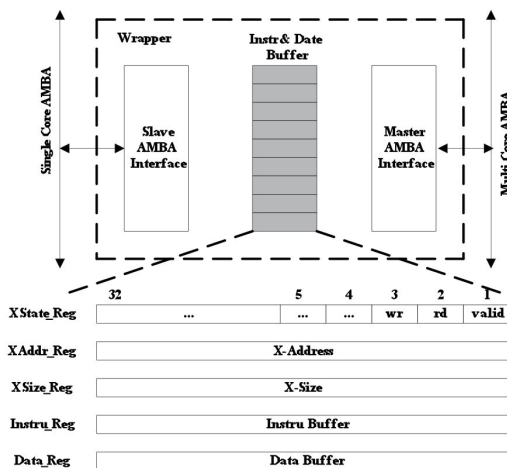 Wrapper
Instr& Date
Buffer
Single Core AMBA
Slave
AMBA
Interface
Master
AMBA
Interface
Multi Core AMBA
32 5 4 3 2 1
XState_Reg ... ... ... wr rd valid
XAddr_Reg X-Address
XSize_Reg X-Size
Instru_Reg Instru Buffer
Data_Reg Data Buffer